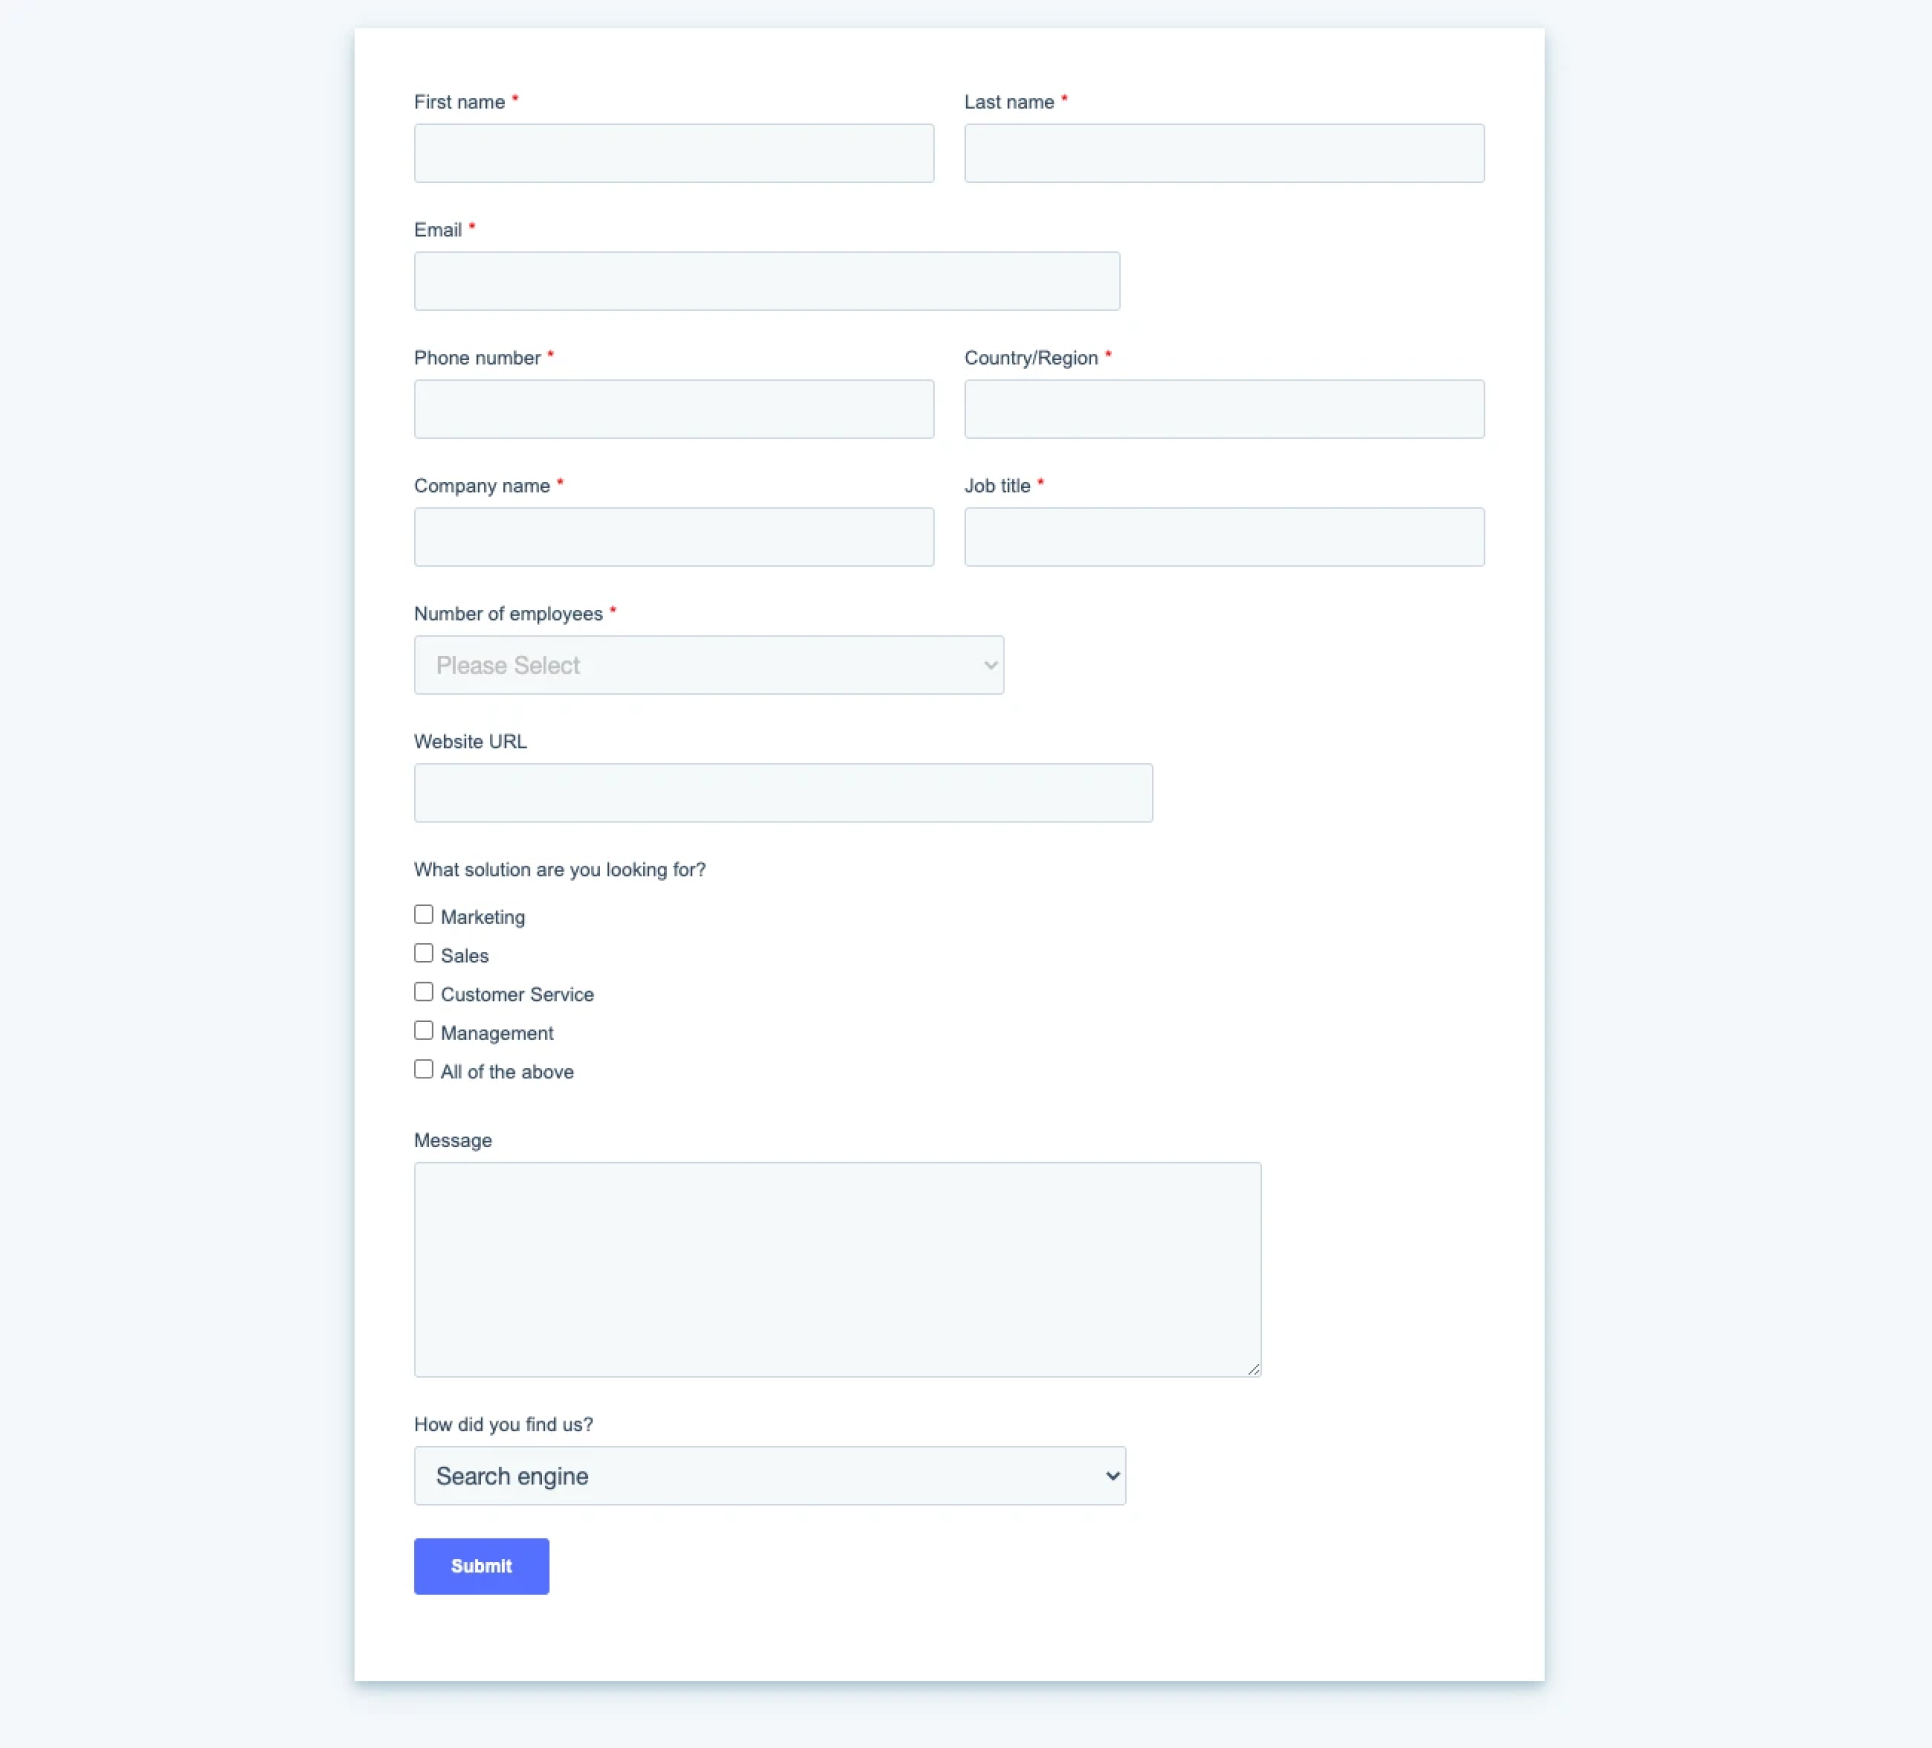 First name *
Last name *
Email *
Phone number *
Country/Region *
Company name *
Job title *
Number of employees *
Please Select
Website URL
What solution are you looking for?
Marketing
Sales
Customer Service
Management
All of the above
Message
How did you find us?
Search engine
Submit